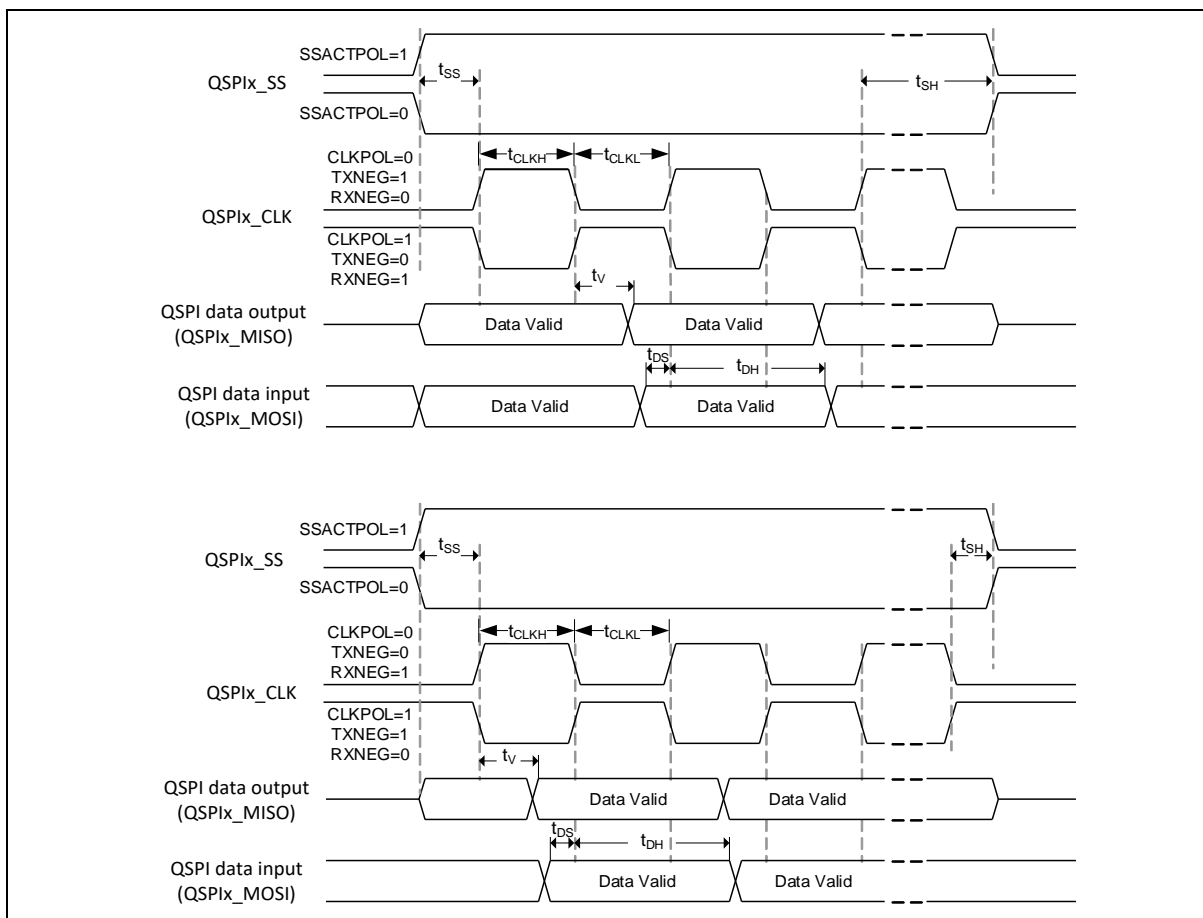 SSACTPOL=1
QSPIx_SS
tSS
tSH
SSACTPOL=0
CLKPOL=0
TXNEG=1
RXNEG=0
tCLKH
tCLKL
QSPIx_CLK
CLKPOL=1
TXNEG=0
RXNEG=1
tV
QSPI data output
(QSPIx_MISO)
Data Valid
Data Valid
tDS
tDH
QSPI data input
(QSPIx_MOSI)
Data Valid
Data Valid
SSACTPOL=1
QSPIx_SS
tSS
tSH
SSACTPOL=0
CLKPOL=0
TXNEG=0
RXNEG=1
tCLKH
tCLKL
QSPIx_CLK
CLKPOL=1
TXNEG=1
RXNEG=0
tV
QSPI data output
(QSPIx_MISO)
Data Valid
Data Valid
tDS
tDH
QSPI data input
(QSPIx_MOSI)
Data Valid
Data Valid